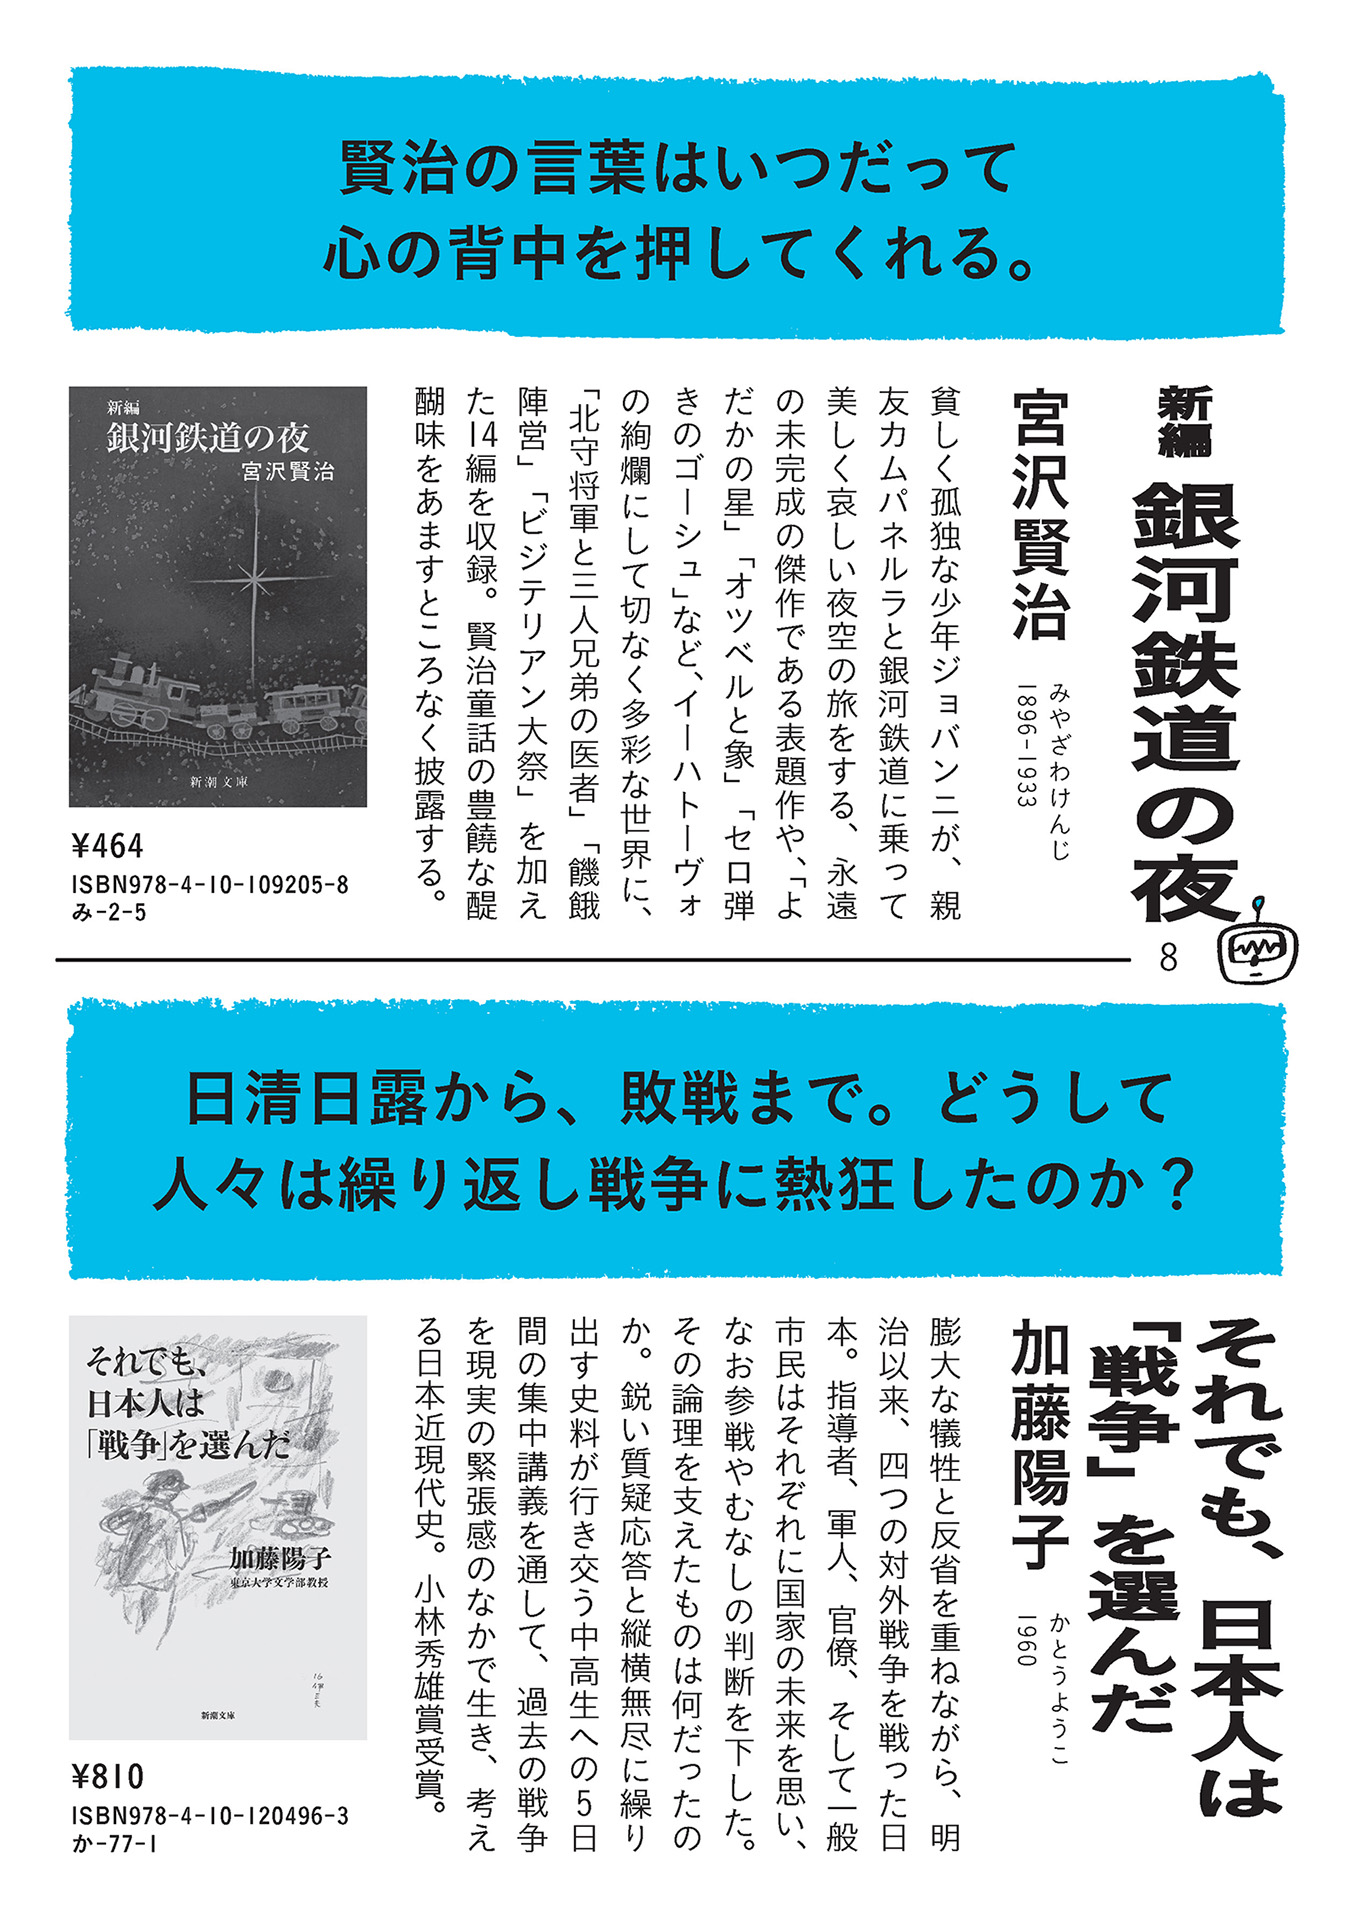 賢治の言葉はいつだって
心の背中を押してくれる。
新編
銀河鉄道の夜
宮沢賢治
みやざわけんじ
1896-1933
貧しく孤独な少年ジョバンニが、親
友カムパネルラと銀河鉄道に乗って
美しく哀しい夜空の旅をする、永遠
の未完成の傑作である表題作や、「よ
だかの星」「オツベルと象」「セロ弾
きのゴーシュ」など、イーハトーヴォ
の絢爛にして切なく多彩な世界に、
「北守将軍と三人兄弟の医者」「饑餓
陣営」「ビジテリアン大祭」を加え
た14編を収録。賢治童話の豊饒な醍
醐味をあますところなく披露する。
新編
銀河鉄道の夜
宮沢賢治
新潮文庫
¥464
ISBN978-4-10-109205-8
み-2-5
8
日清日露から、敗戦まで。どうして
人々は繰り返し戦争に熱狂したのか？
それでも、日本人は
「戦争」を選んだ
加藤陽子
かとうようこ
1960
膨大な犠牲と反省を重ねながら、明
治以来、四つの対外戦争を戦った日
本。指導者、軍人、官僚、そして一般
市民はそれぞれに国家の未来を思い、
なお参戦やむなしの判断を下した。
その論理を支えたものは何だったの
か。鋭い質疑応答と縦横無尽に繰り
出す史料が行き交う中高生への5日
間の集中講義を通して、過去の戦争
を現実の緊張感のなかで生き、考え
る日本近現代史。小林秀雄賞受賞。
それでも、
日本人は
「戦争」を選んだ
加藤陽子
東京大学文学部教授
新潮文庫
¥810
ISBN978-4-10-120496-3
か-77-1